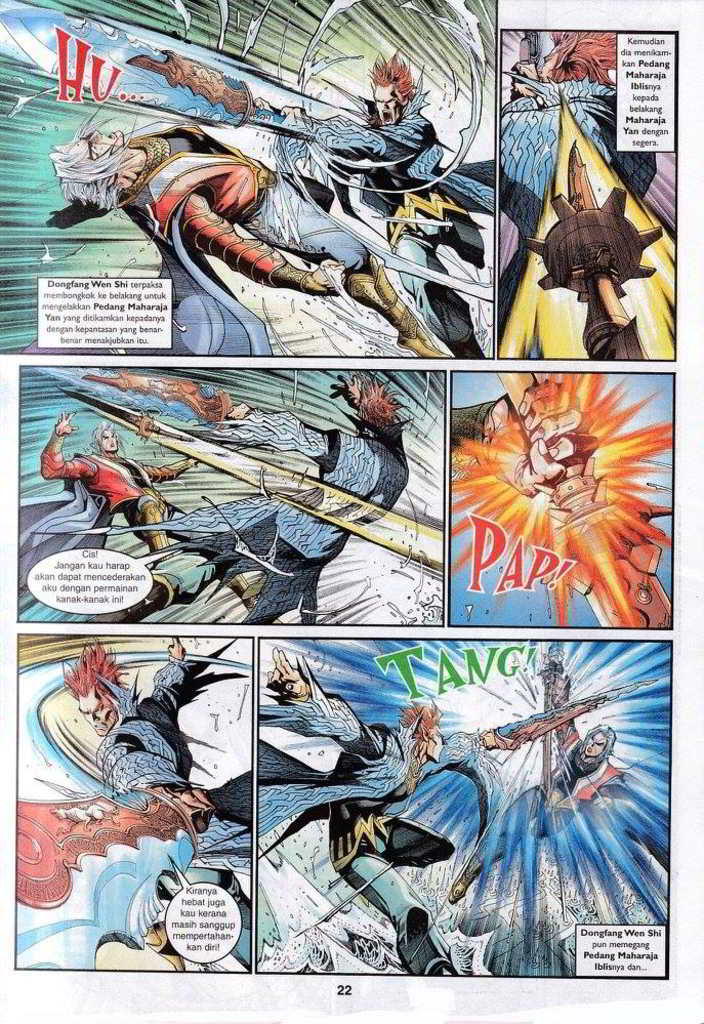 HU...
Dongfang Wen Shi terpaksa
membongkok ke belakang untuk
mengelakkan Pedang Maharaja
Yan yang ditikamkan kepadanya
dengan kepantasan yang benar-
benar menakjubkan itu.
Kemudian
dia menikam-
kan Pedang
Maharaja
Iblisnya
kepada
belakang
Maharaja
Yan dengan
segera.
Cis!
Jangan kau harap
akan dapat mencederakan
aku dengan permainan
kanak-kanak ini!
PAP!
Kiranya
hebat juga
kau kerana
masih sanggup
mempertahan-
kan diri!
TANG!
Dongfang Wen Shi
pun memegang
Pedang Maharaja
Iblisnya dan...
22